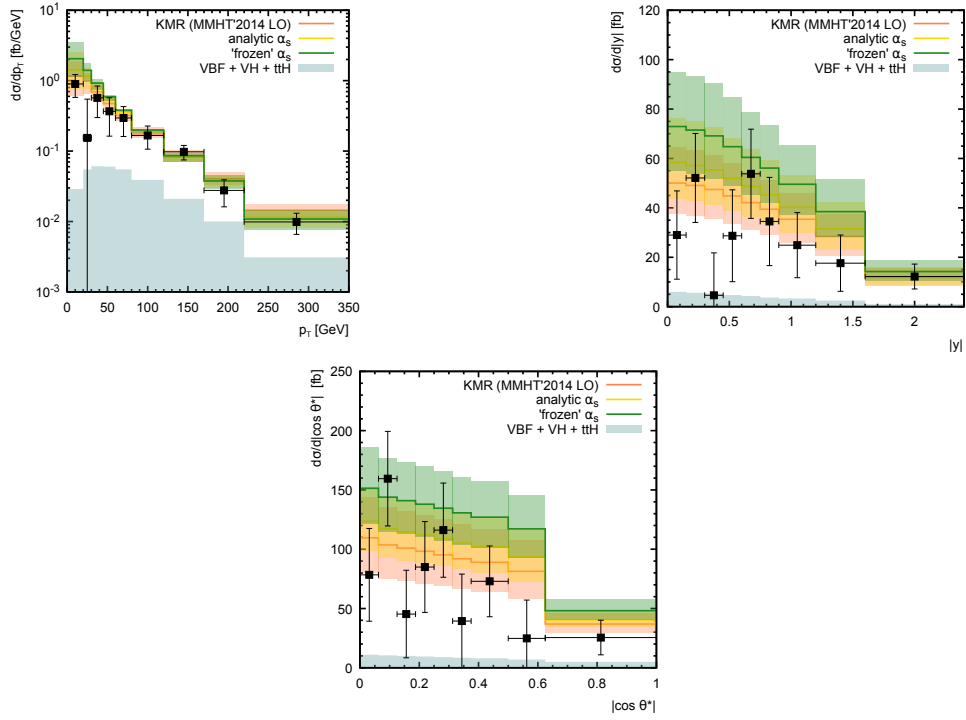 dσ/dp_T [fb/GeV]
10^1
10^0
10^-1
10^-2
10^-3
KMR (MMHT'2014 LO)
analytic α_s
'frozen' α_s
VBF + VH + ttH
0 50 100 150 200 250 300 350
p_T [GeV]
dσ/d|y| [fb]
120
100
80
60
40
20
0
KMR (MMHT'2014 LO)
analytic α_s
'frozen' α_s
VBF + VH + ttH
0 0.5 1 1.5 2
|y|
dσ/d|cos θ*| [fb]
250
200
150
100
50
0
KMR (MMHT'2014 LO)
analytic α_s
'frozen' α_s
VBF + VH + ttH
0 0.2 0.4 0.6 0.8 1
|cos θ*|